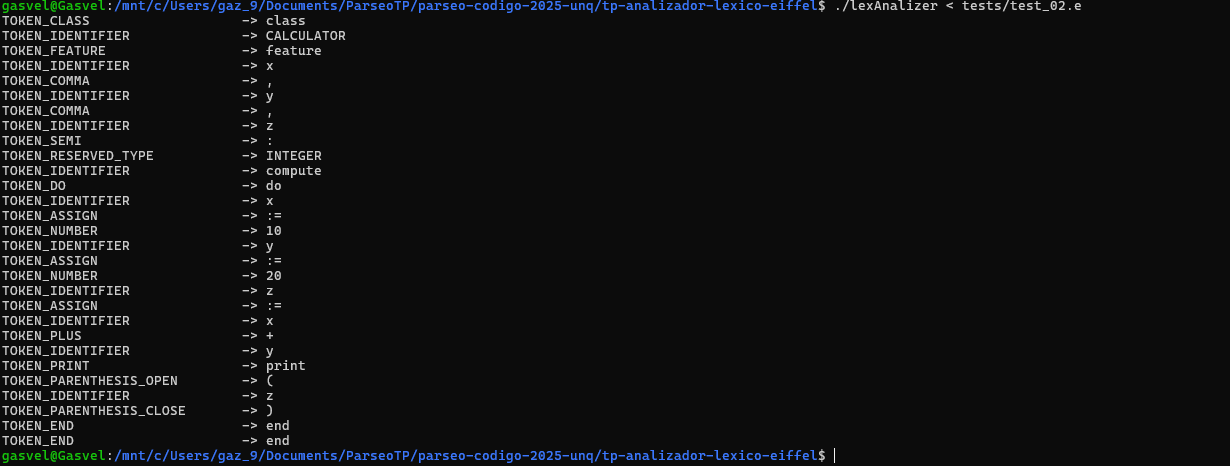 gasvel@Gasvel:/mnt/c/Users/gaz_9/Documents/ParseoTP/parseo-codigo-2025-unq/tp-analizador-lexico-eiffel$ ./lexAnalizer < tests/test_02.e
TOKEN_CLASS -> class
TOKEN_IDENTIFIER -> CALCULATOR
TOKEN_FEATURE -> feature
TOKEN_IDENTIFIER -> x
TOKEN_COMMA -> ,
TOKEN_IDENTIFIER -> y
TOKEN_COMMA -> ,
TOKEN_IDENTIFIER -> z
TOKEN_SEMI -> :
TOKEN_RESERVED_TYPE -> INTEGER
TOKEN_IDENTIFIER -> compute
TOKEN_DO -> do
TOKEN_IDENTIFIER -> x
TOKEN_ASSIGN -> :=
TOKEN_NUMBER -> 10
TOKEN_IDENTIFIER -> y
TOKEN_ASSIGN -> :=
TOKEN_NUMBER -> 20
TOKEN_IDENTIFIER -> z
TOKEN_ASSIGN -> :=
TOKEN_IDENTIFIER -> x
TOKEN_PLUS -> +
TOKEN_IDENTIFIER -> y
TOKEN_PRINT -> print
TOKEN_PARENTHESIS_OPEN -> (
TOKEN_IDENTIFIER -> z
TOKEN_PARENTHESIS_CLOSE -> )
TOKEN_END -> end
TOKEN_END -> end
gasvel@Gasvel:/mnt/c/Users/gaz_9/Documents/ParseoTP/parseo-codigo-2025-unq/tp-analizador-lexico-eiffel$